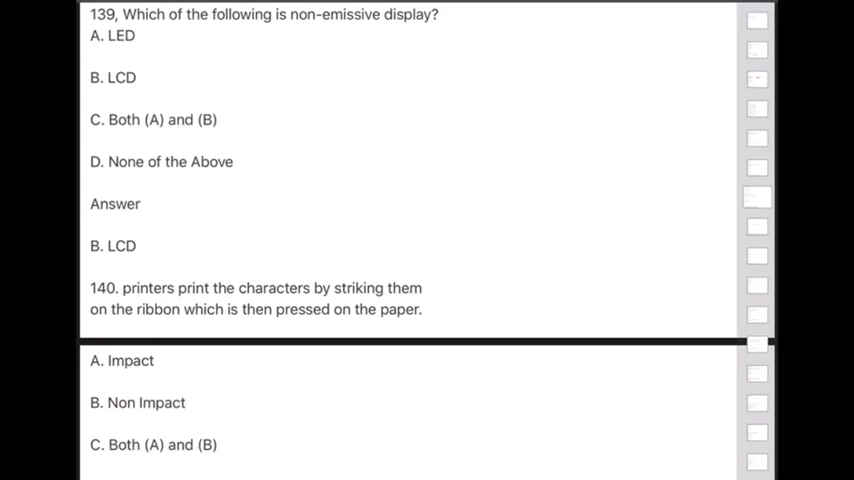 139, Which of the following is non-emissive display?
A. LED
B. LCD
C. Both (A) and (B)
D. None of the Above
Answer
B. LCD
140. printers print the characters by striking them
on the ribbon which is then pressed on the paper.
A. Impact
B. Non Impact
C. Both (A) and (B)